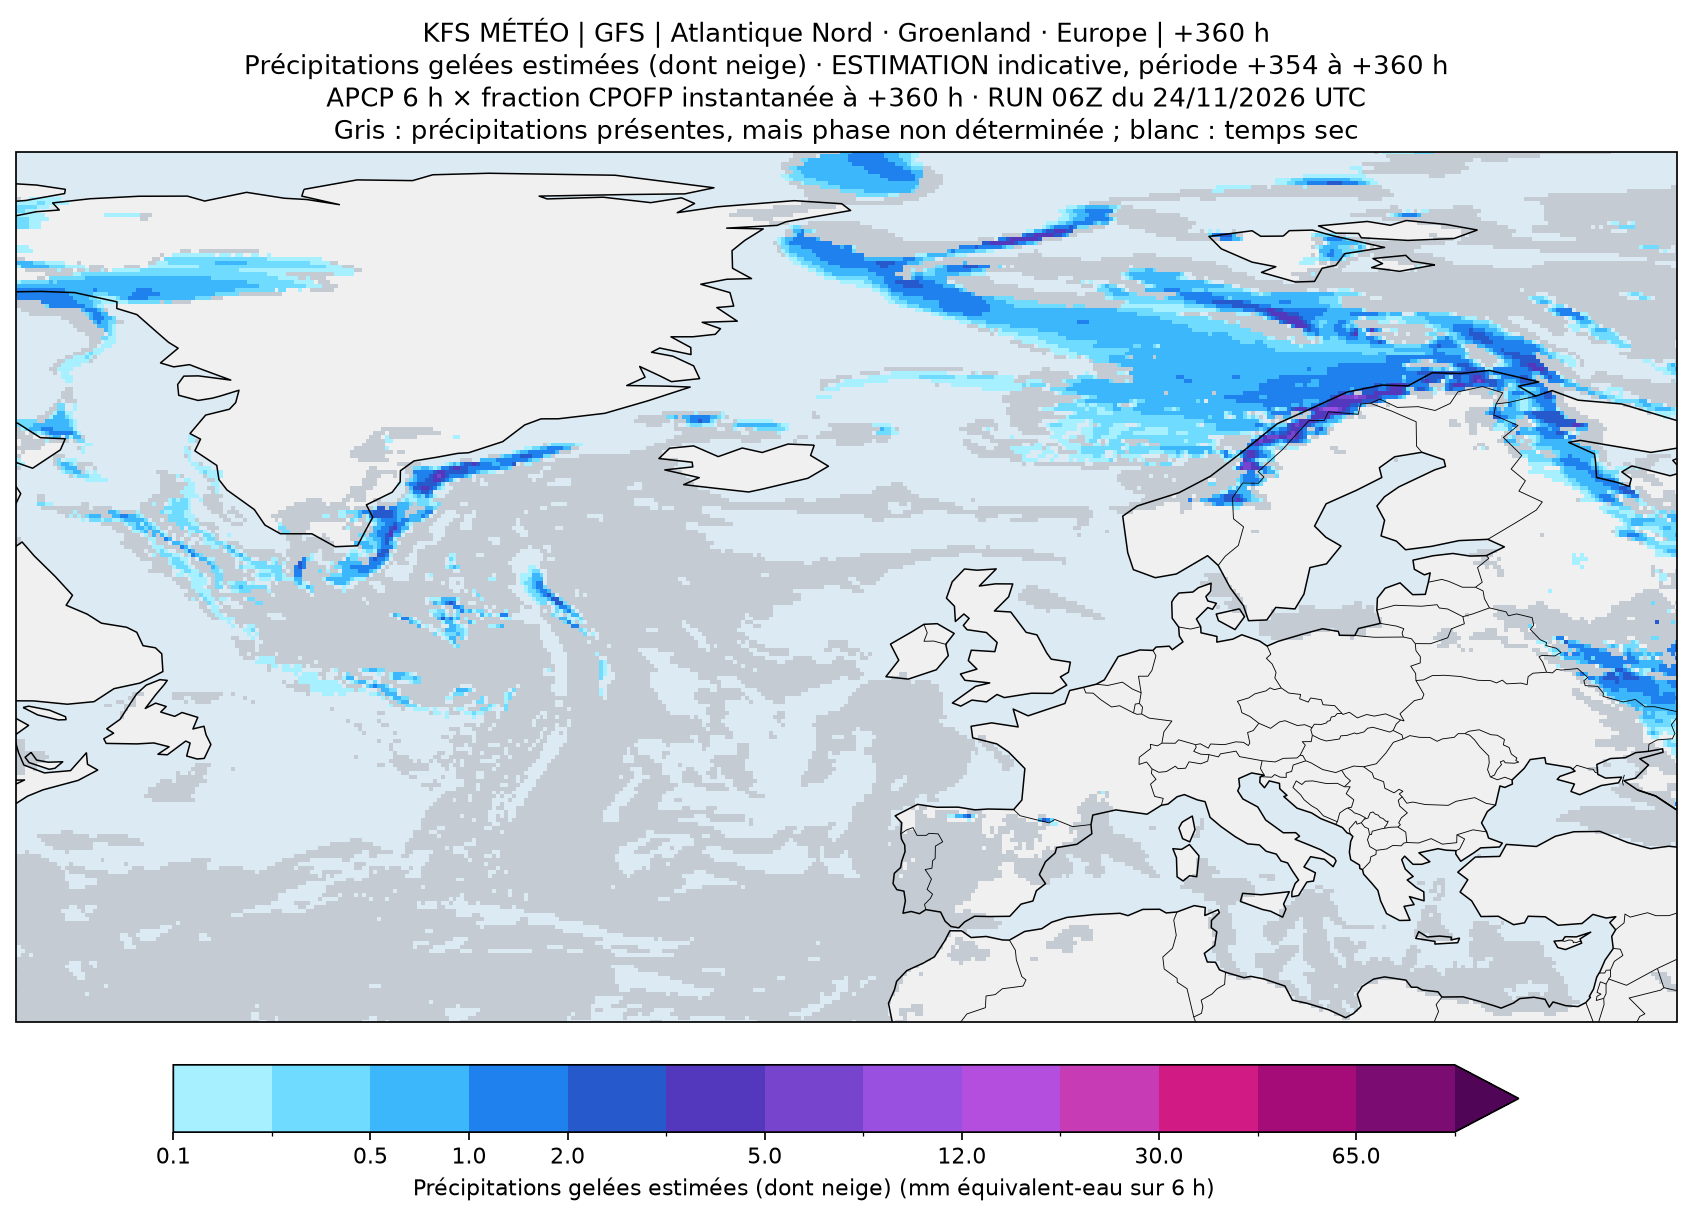 KFS MÉTÉO | GFS | Atlantique Nord · Groenland · Europe | +360 h
Précipitations gelées estimées (dont neige) · ESTIMATION indicative, période +354 à +360 h
APCP 6 h × fraction CPOFP instantanée à +360 h · RUN 06Z du 24/11/2026 UTC
Gris : précipitations présentes, mais phase non déterminée ; blanc : temps sec
0.1 0.5 1.0 2.0 5.0 12.0 30.0 65.0
Précipitations gelées estimées (dont neige) (mm équivalent-eau sur 6 h)